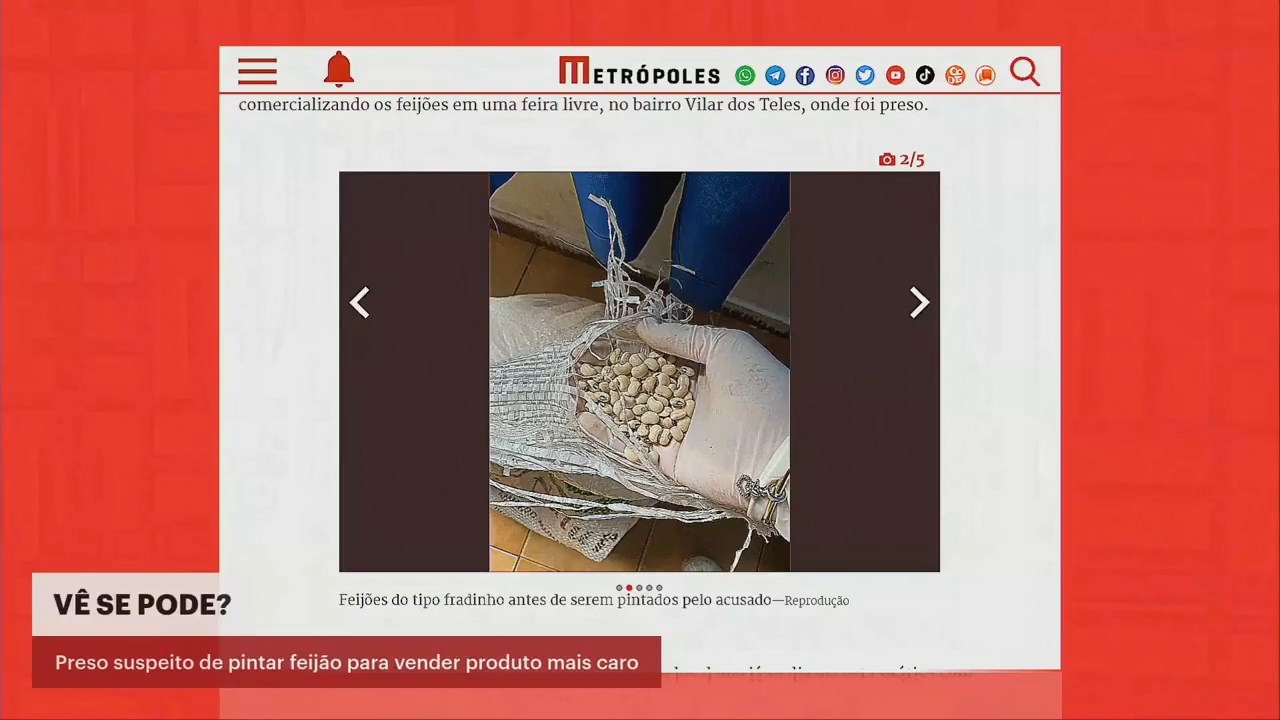 METRÓPOLES
comercializando os feijões em uma feira livre, no bairro Vilar dos Teles, onde foi preso.
2/5
Feijões do tipo fradinho antes de serem pintados pelo acusado—Reprodução
VÊ SE PODE?
Preso suspeito de pintar feijão para vender produto mais caro